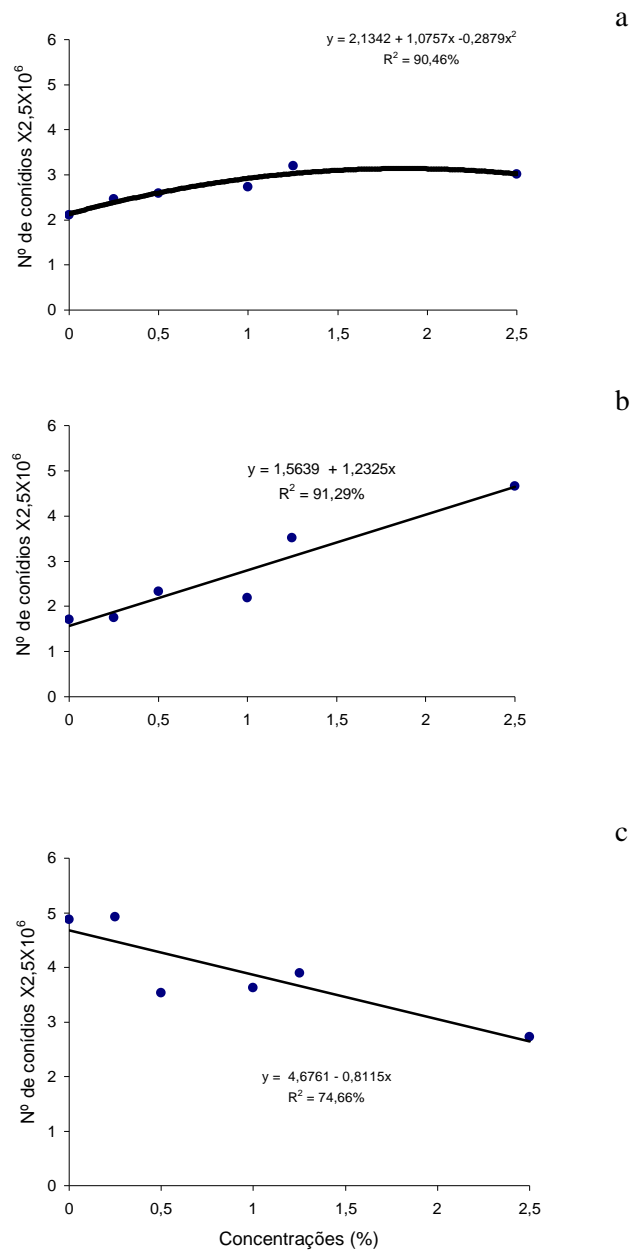 a
y = 2,1342 + 1,0757x -0,2879x²
R² = 90,46%
Nº de conídios X2,5X10⁶
6
5
4
3
2
1
0
0 0,5 1 1,5 2 2,5
b
y = 1,5639 + 1,2325x
R² = 91,29%
Nº de conídios X2,5X10⁶
6
5
4
3
2
1
0
0 0,5 1 1,5 2 2,5
c
Nº de conídios X2,5X10⁶
6
5
4
3
2
1
0
y = 4,6761 - 0,8115x
R² = 74,66%
0 0,5 1 1,5 2 2,5
Concentrações (%)